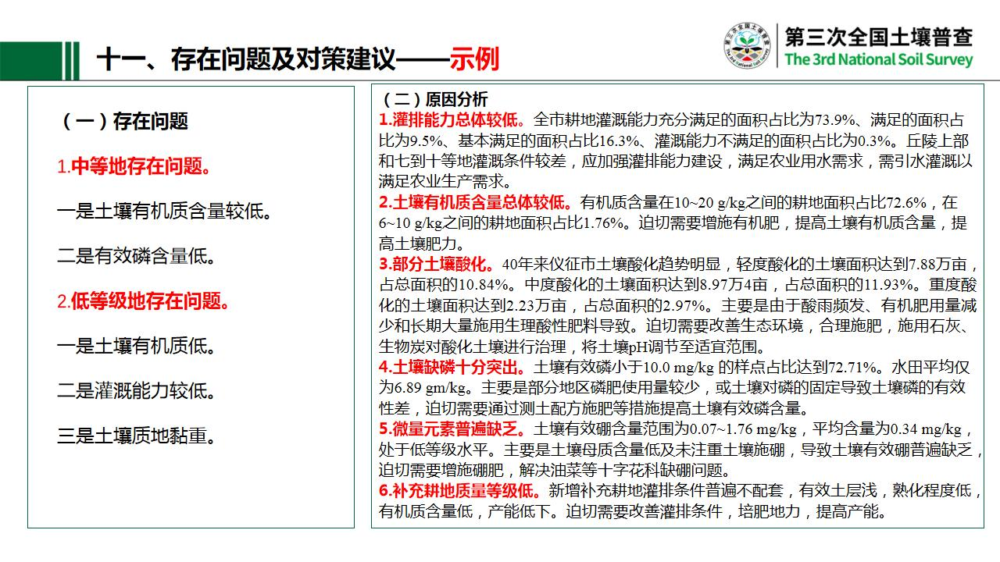 十一、存在问题及对策建议——示例
第三次全国土壤普查
The 3rd National Soil Survey
（一）存在问题
1.中等地存在问题。
一是土壤有机质含量较低。
二是有效磷含量低。
2.低等级地存在问题。
一是土壤有机质低。
二是灌溉能力较低。
三是土壤质地黏重。
（二）原因分析
1.灌排能力总体较低。全市耕地灌溉能力充分满足的面积占比为73.9%、满足的面积占
比为9.5%、基本满足的面积占比16.3%、灌溉能力不满足的面积占比为0.3%。丘陵上部
和七到十等地灌溉条件较差，应加强灌排能力建设，满足农业用水需求，需引水灌溉以
满足农业生产需求。
2.土壤有机质含量总体较低。有机质含量在10~20 g/kg之间的耕地面积占比72.6%，在
6~10 g/kg之间的耕地面积占比1.76%。迫切需要增施有机肥，提高土壤有机质含量，提
高土壤肥力。
3.部分土壤酸化。40年来仪征市土壤酸化趋势明显，轻度酸化的土壤面积达到7.88万亩，
占总面积的10.84%。中度酸化的土壤面积达到8.97万4亩，占总面积的11.93%。重度酸
化的土壤面积达到2.23万亩，占总面积的2.97%。主要是由于酸雨频发、有机肥用量减
少和长期大量施用生理酸性肥料导致。迫切需要改善生态环境，合理施肥，施用石灰、
生物炭对酸化土壤进行治理，将土壤pH调节至适宜范围。
4.土壤缺磷十分突出。土壤有效磷小于10.0 mg/kg 的样点占比达到72.71%。水田平均仅
为6.89 gm/kg。主要是部分地区磷肥使用量较少，或土壤对磷的固定导致土壤磷的有效
性差，迫切需要通过测土配方施肥等措施提高土壤有效磷含量。
5.微量元素普遍缺乏。土壤有效硼含量范围为0.07~1.76 mg/kg，平均含量为0.34 mg/kg，
处于低等级水平。主要是土壤母质含量低及未注重土壤施硼，导致土壤有效硼普遍缺乏，
迫切需要增施硼肥，解决油菜等十字花科缺硼问题。
6.补充耕地质量等级低。新增补充耕地灌排条件普遍不配套，有效土层浅，熟化程度低，
有机质含量低，产能低下。迫切需要改善灌排条件，培肥地力，提高产能。